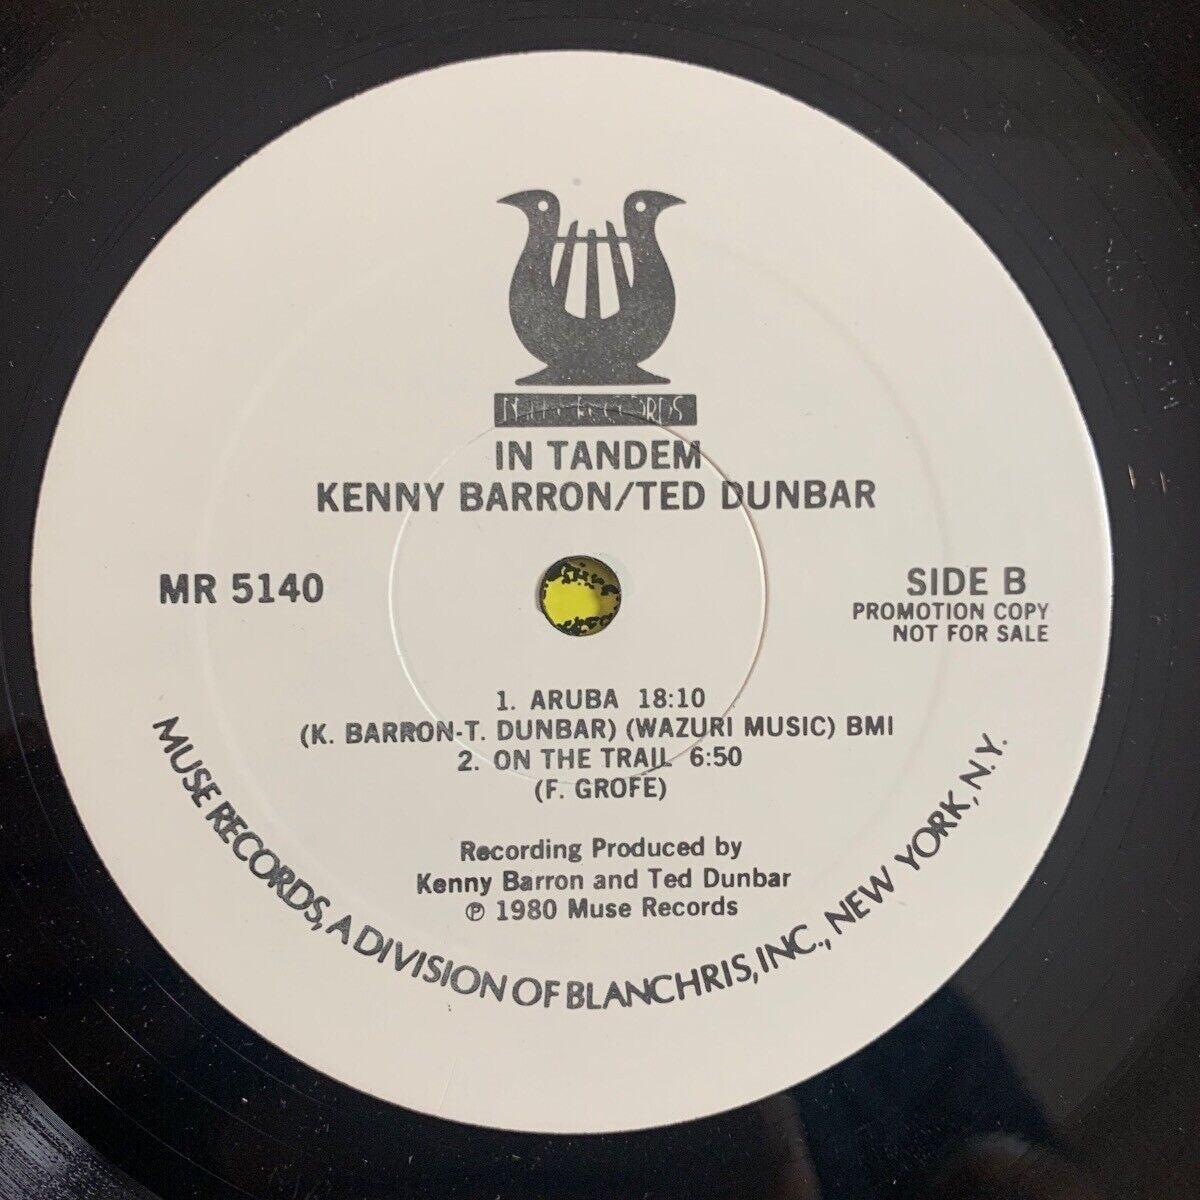 MUSE RECORDS
IN TANDEM
KENNY BARRON/TED DUNBAR
MR 5140
SIDE B
PROMOTION COPY
NOT FOR SALE
1. ARUBA 18:10
(K. BARRON-T. DUNBAR) (WAZURI MUSIC) BMI
2. ON THE TRAIL 6:50
(F. GROFE)
Recording Produced by
Kenny Barron and Ted Dunbar
℗ 1980 Muse Records
MUSE RECORDS, A DIVISION OF BLANCHRIS, INC., NEW YORK, N.Y.